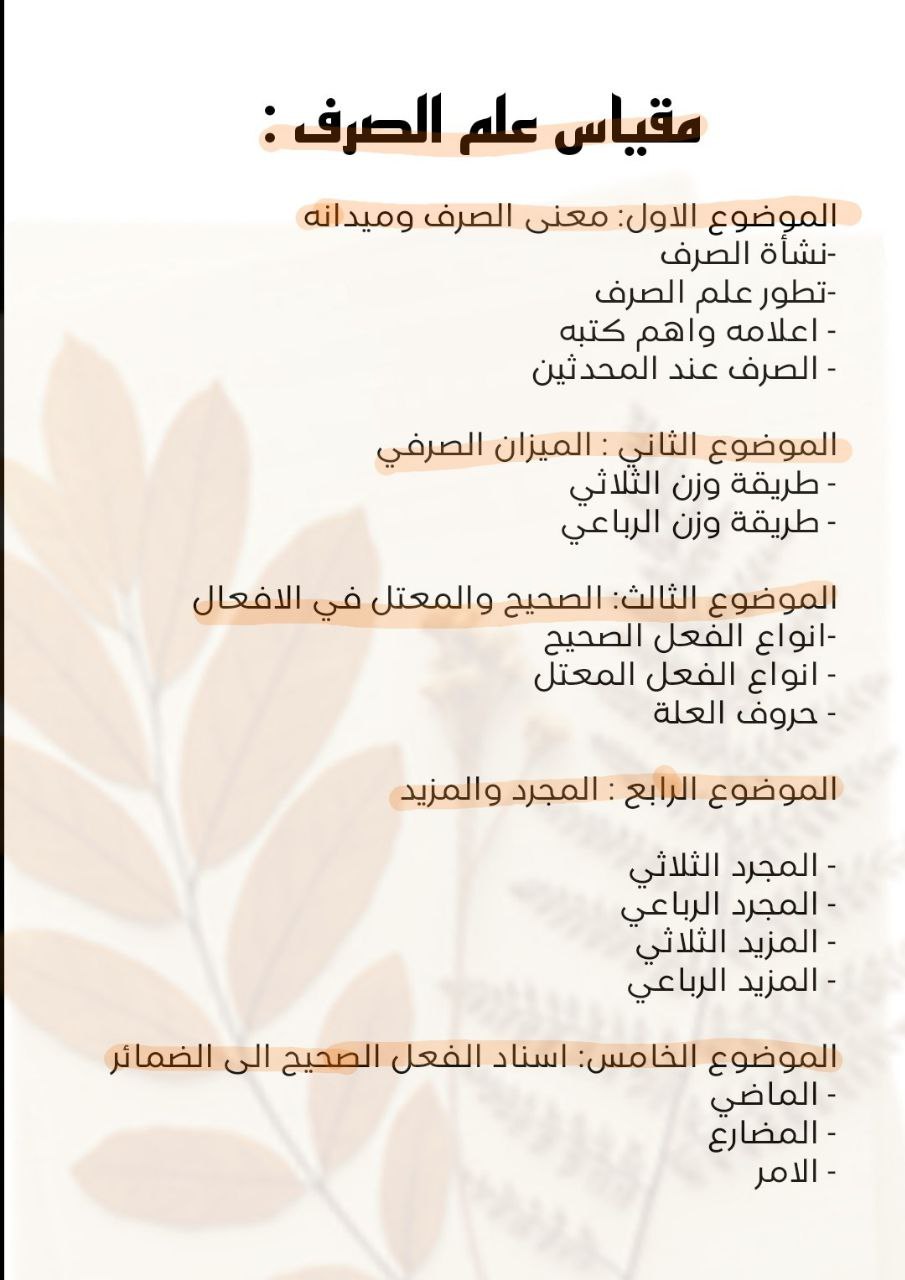 مقياس علم الصرف :
الموضوع الاول: معنى الصرف وميدانه
-نشأة الصرف
-تطور علم الصرف
- اعلامه واهم كتبه
- الصرف عند المحدثين
الموضوع الثاني : الميزان الصرفي
- طريقة وزن الثلاثي
- طريقة وزن الرباعي
الموضوع الثالث: الصحيح والمعتل في الافعال
-انواع الفعل الصحيح
- انواع الفعل المعتل
- حروف العلة
الموضوع الرابع : المجرد والمزيد
- المجرد الثلاثي
- المجرد الرباعي
- المزيد الثلاثي
- المزيد الرباعي
الموضوع الخامس: اسناد الفعل الصحيح الى الضمائر
- الماضي
- المضارع
- الامر